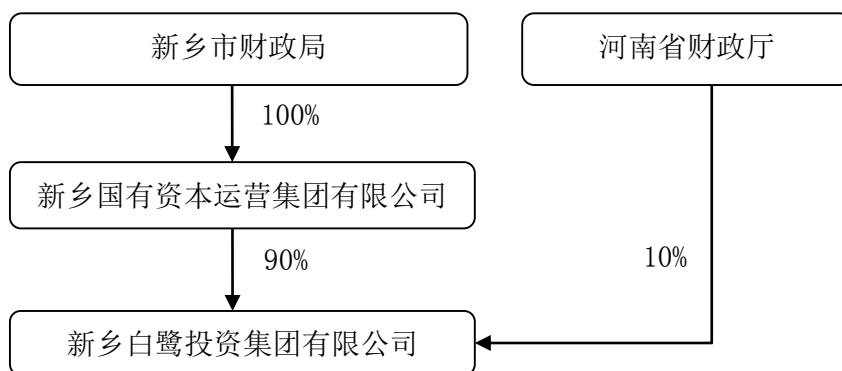 新乡市财政局
河南省财政厅
100%
新乡国有资本运营集团有限公司
90%
10%
新乡白鹭投资集团有限公司